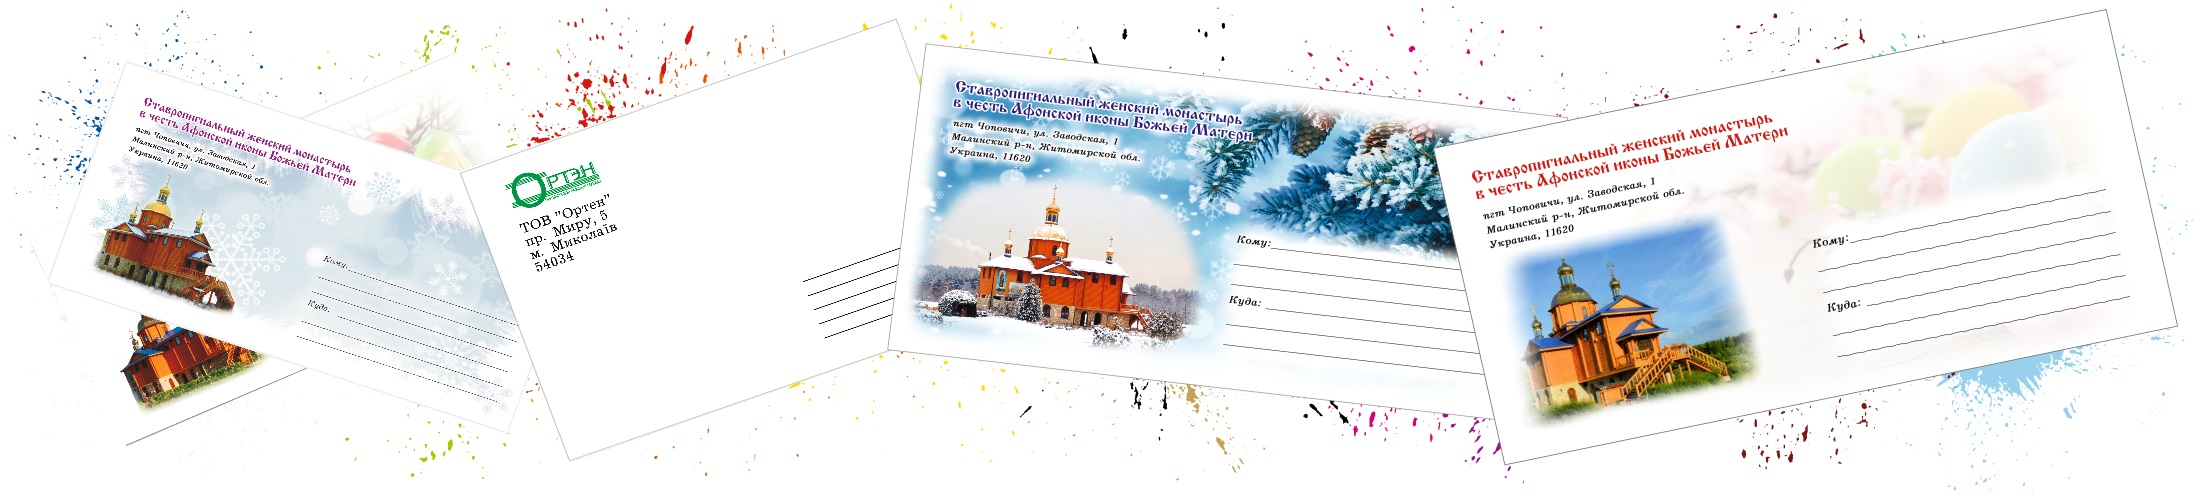 Ставропигиальный женский монастырь
в честь Афонской иконы Божьей Матери
пгт Чоповичи, ул. Заводская, 1
Малинский р-н, Житомирской обл.
Украина, 11620
Кому:
Куда:
Ортэн
ТОВ "Ортен"
пр. Миру, 5
м. Миколаїв
54034
Ставропигиальный женский монастырь
в честь Афонской иконы Божьей Матери
пгт Чоповичи, ул. Заводская, 1
Малинский р-н, Житомирской обл.
Украина, 11620
Кому:
Куда:
Ставропигиальный женский монастырь
в честь Афонской иконы Божьей Матери
пгт Чоповичи, ул. Заводская, 1
Малинский р-н, Житомирской обл.
Украина, 11620
Кому:
Куда: